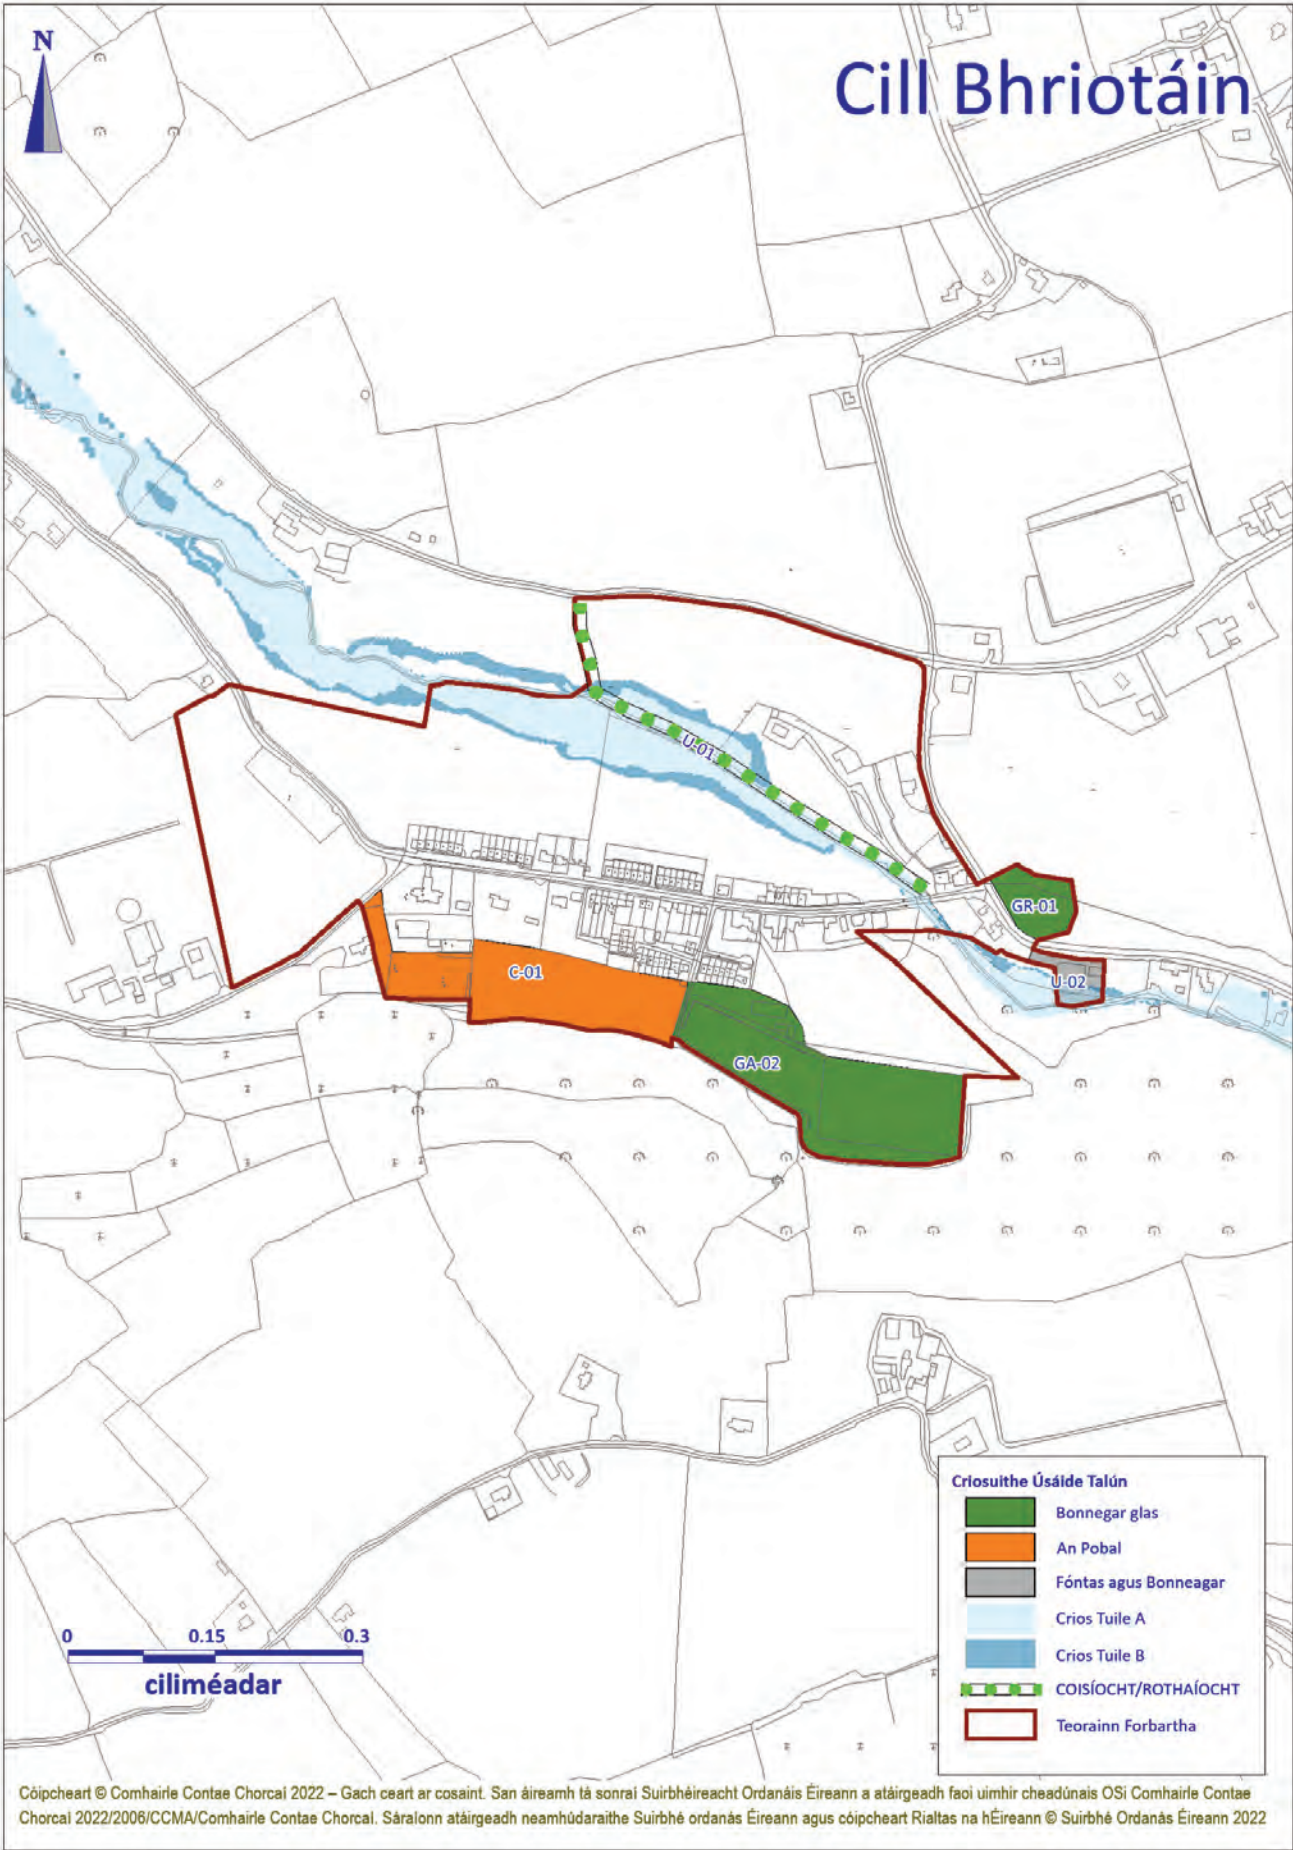 N
Cill Bhriotáin
U-01
GR-01
C-01
U-02
GA-02
Criosuithe Úsáide Talún
Bonnegar glas
An Pobal
Fóntas agus Bonneagar
Crios Tuile A
Crios Tuile B
COISÍOCHT/ROTHAÍOCHT
Teorainn Forbartha
0 0.15 0.3
ciliméadar
Cóipcheart © Comhairle Contae Chorcaí 2022 – Gach ceart ar cosaint. San áireamh tá sonraí Suirbhéireacht Ordanáis Éireann a atáirgeadh faoi uimhir cheadúnais OSi Comhairle Contae
Chorcaí 2022/2006/CCMA/Comhairle Contae Chorcaí. Sáraíonn atáirgeadh neamhúdaraithe Suirbhé ordanás Éireann agus cóipcheart Rialtas na hÉireann © Suirbhé Ordanás Éireann 2022